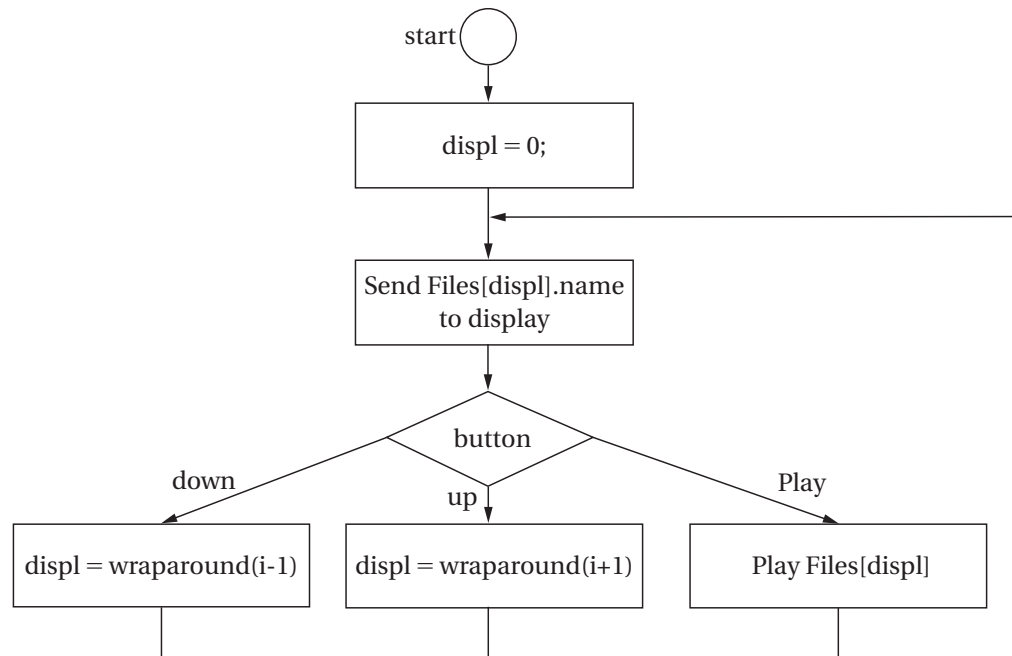 start
displ = 0;
Send Files[displ].name
to display
button
down
up
Play
displ = wraparound(i-1)
displ = wraparound(i+1)
Play Files[displ]